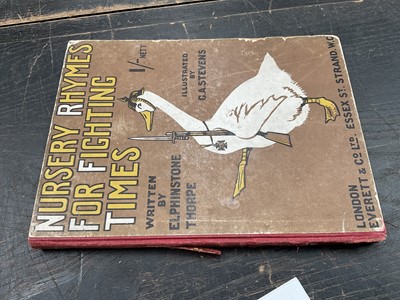 NURSERY RHYMES
FOR FIGHTING
TIMES
1/- NETT
WRITTEN
BY
ELPHINSTONE
THORPE
ILLUSTRATED
BY
G.A. STEVENS
LONDON
EVERETT & CO LTD. ESSEX ST. STRAND. W.C.